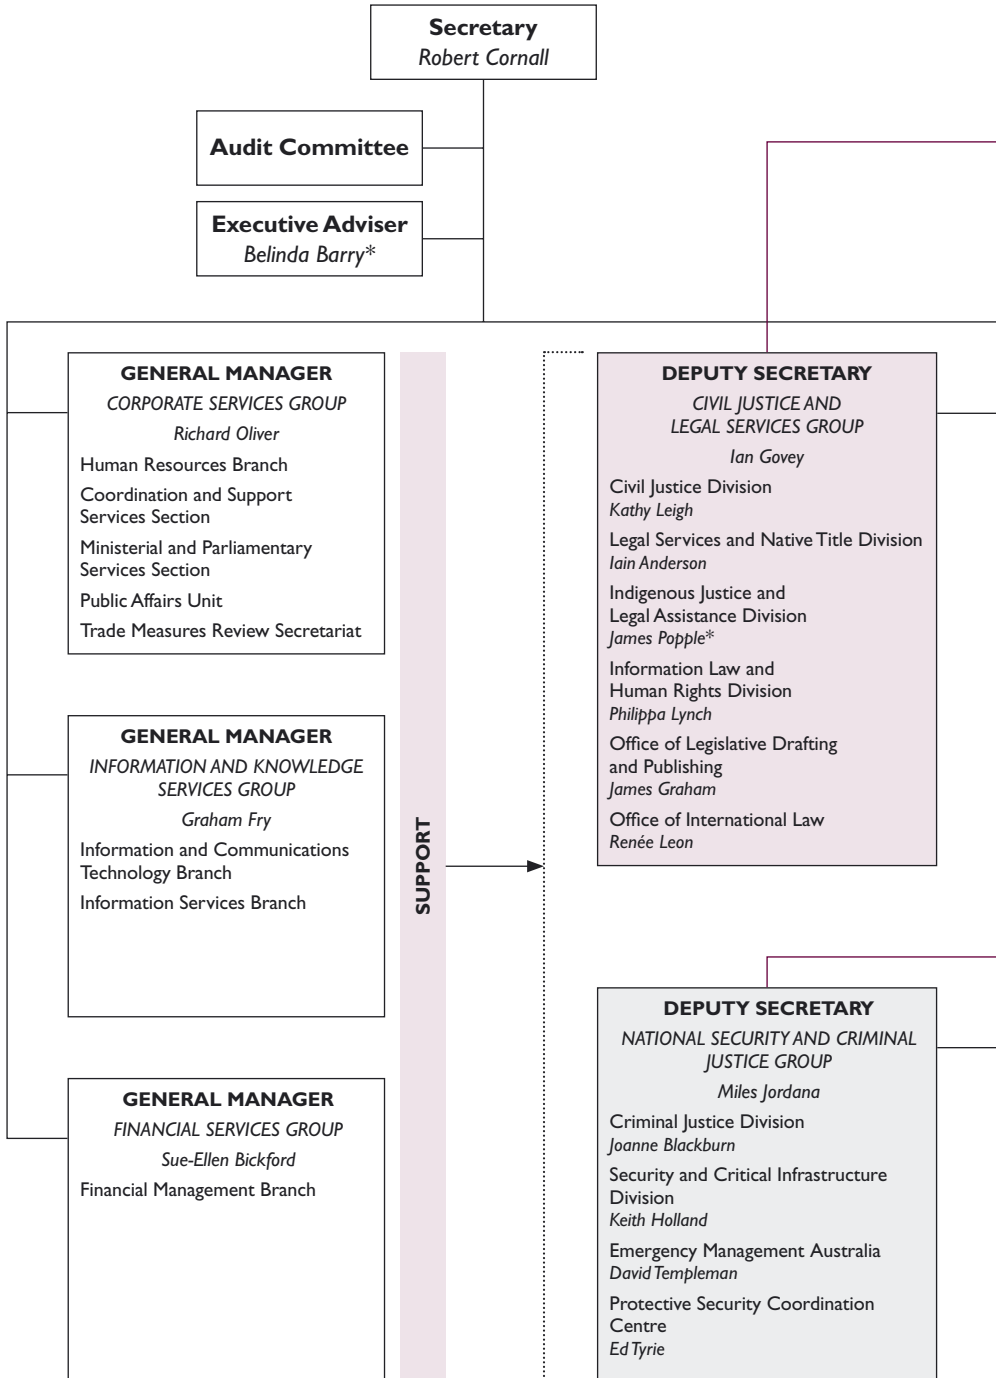 Secretary
Robert Cornall
Audit Committee
Executive Adviser
Belinda Barry*
GENERAL MANAGER
CORPORATE SERVICES GROUP
Richard Oliver
Human Resources Branch
Coordination and Support
Services Section
Ministerial and Parliamentary
Services Section
Public Affairs Unit
Trade Measures Review Secretariat
GENERAL MANAGER
INFORMATION AND KNOWLEDGE
SERVICES GROUP
Graham Fry
Information and Communications
Technology Branch
Information Services Branch
GENERAL MANAGER
FINANCIAL SERVICES GROUP
Sue-Ellen Bickford
Financial Management Branch
SUPPORT
DEPUTY SECRETARY
CIVIL JUSTICE AND
LEGAL SERVICES GROUP
Ian Govey
Civil Justice Division
Kathy Leigh
Legal Services and Native Title Division
Iain Anderson
Indigenous Justice and
Legal Assistance Division
James Popple*
Information Law and
Human Rights Division
Philippa Lynch
Office of Legislative Drafting
and Publishing
James Graham
Office of International Law
Renée Leon
DEPUTY SECRETARY
NATIONAL SECURITY AND CRIMINAL
JUSTICE GROUP
Miles Jordana
Criminal Justice Division
Joanne Blackburn
Security and Critical Infrastructure
Division
Keith Holland
Emergency Management Australia
David Templeman
Protective Security Coordination
Centre
Ed Tyrie